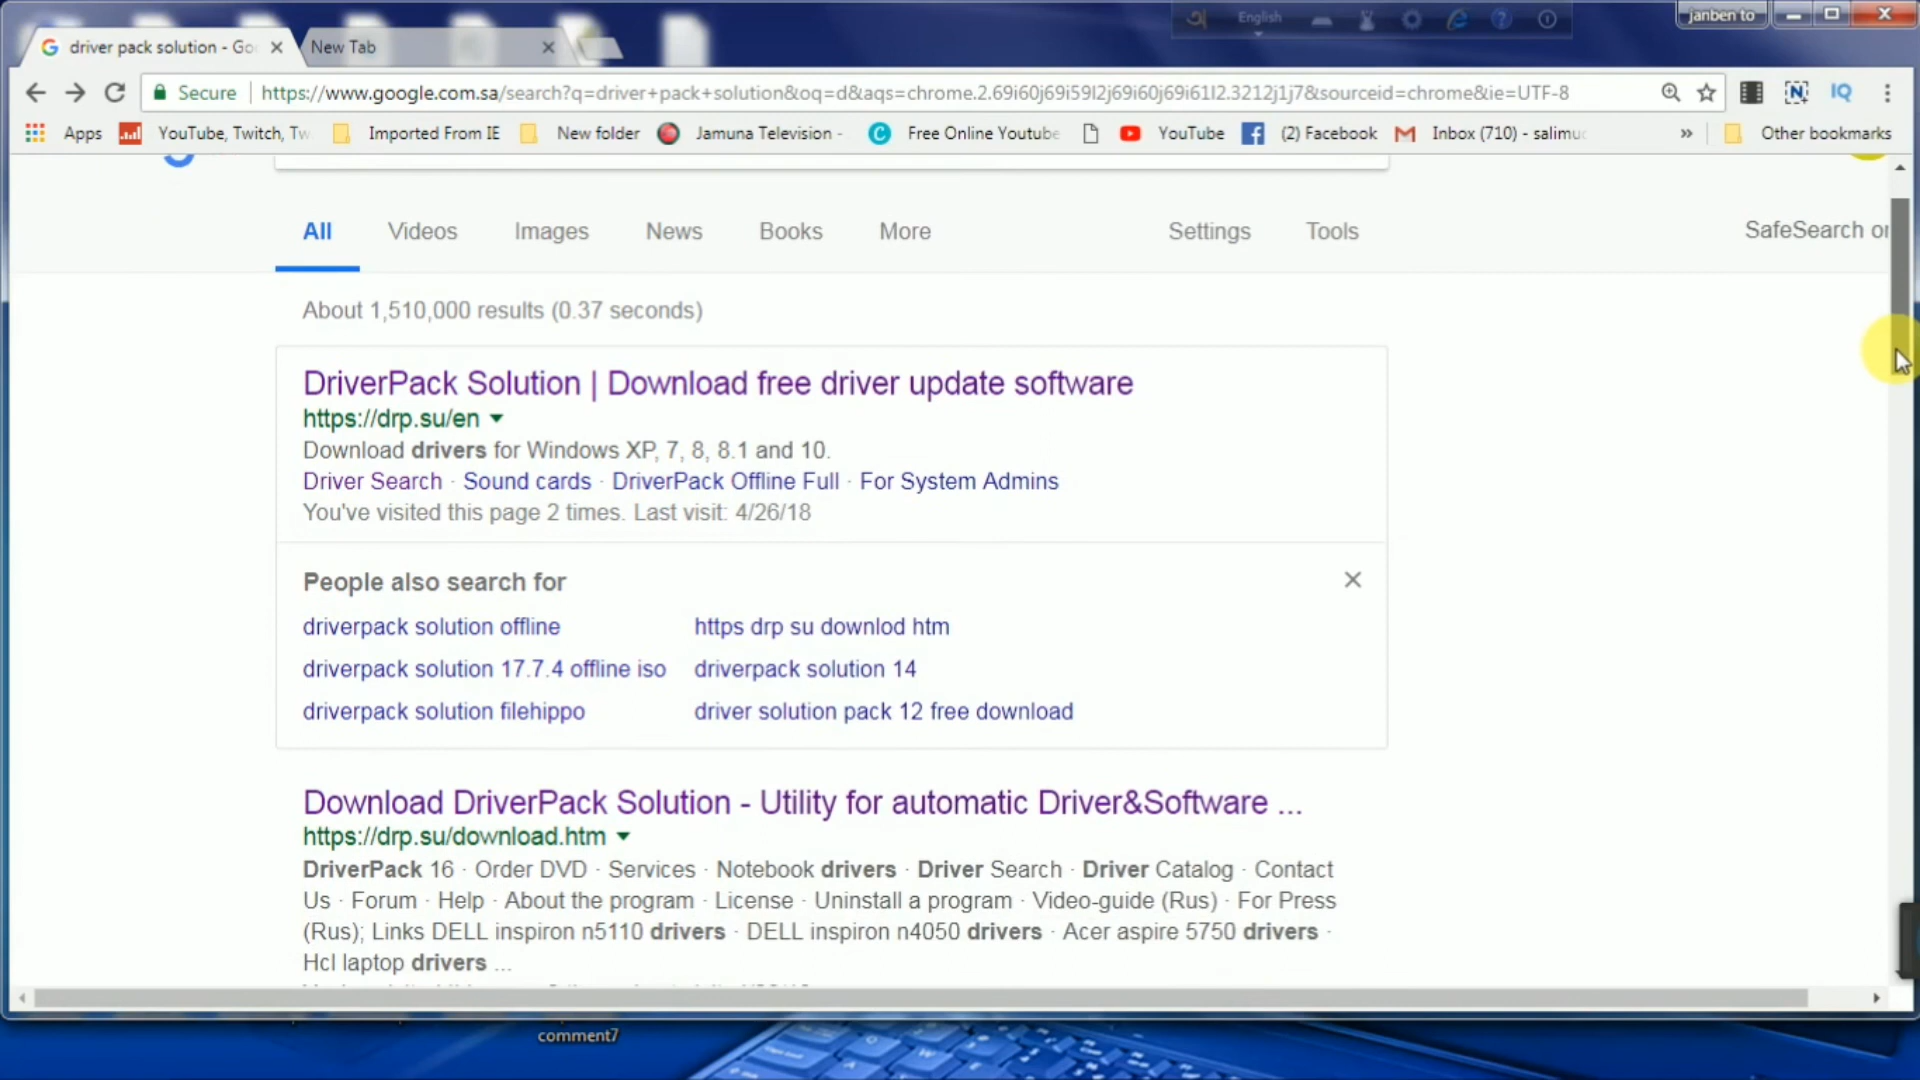 English
janben to
driver pack solution - Go
New Tab
Secure
https://www.google.com.sa/search?q=driver+pack+solution&oq=d&aqs=chrome.2.69i60j69i59l2j69i60j69i61l2.3212j1j7&sourceid=chrome&ie=UTF-8
N
IQ
Apps
YouTube, Twitch, Tw
Imported From IE
New folder
Jamuna Television -
Free Online Youtube
YouTube
(2) Facebook
Inbox (710) - salimu
»
Other bookmarks
All
Videos
Images
News
Books
More
Settings
Tools
SafeSearch on
About 1,510,000 results (0.37 seconds)
DriverPack Solution | Download free driver update software
https://drp.su/en
Download drivers for Windows XP, 7, 8, 8.1 and 10.
Driver Search · Sound cards · DriverPack Offline Full · For System Admins
You've visited this page 2 times. Last visit: 4/26/18
People also search for
driverpack solution offline
https drp su downlod htm
driverpack solution 17.7.4 offline iso
driverpack solution 14
driverpack solution filehippo
driver solution pack 12 free download
Download DriverPack Solution - Utility for automatic Driver&Software ...
https://drp.su/download.htm
DriverPack 16 · Order DVD · Services · Notebook drivers · Driver Search · Driver Catalog · Contact
Us · Forum · Help · About the program · License · Uninstall a program · Video-guide (Rus) · For Press
(Rus); Links DELL inspiron n5110 drivers · DELL inspiron n4050 drivers · Acer aspire 5750 drivers ·
Hcl laptop drivers ...
comment7